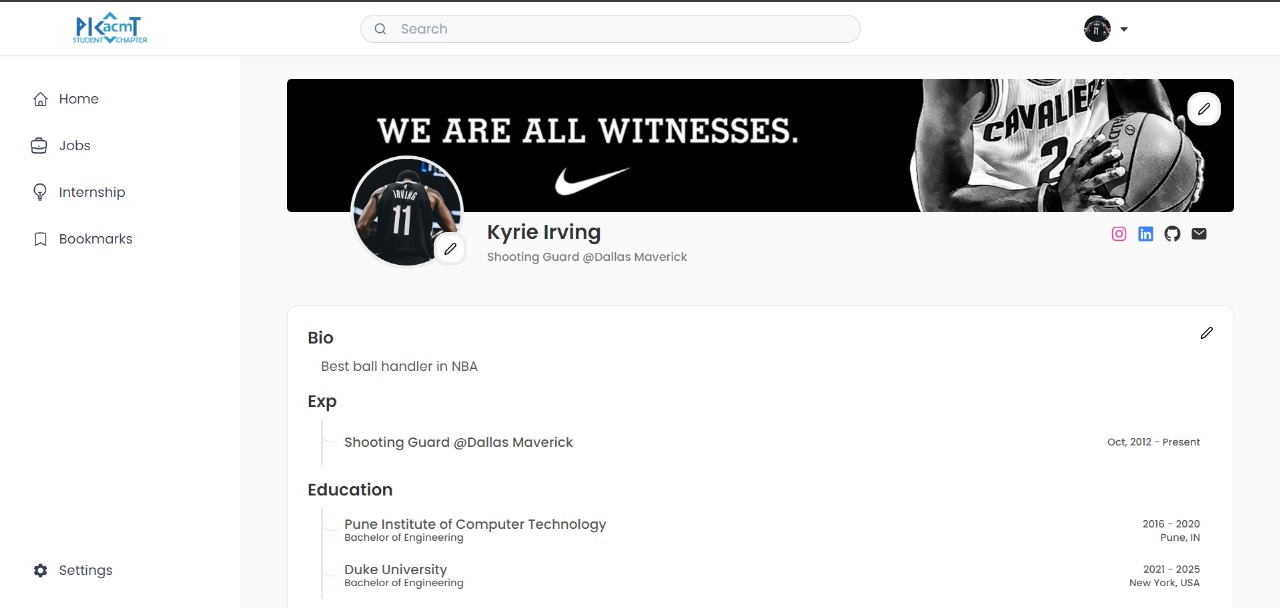 PICT acm
STUDENT CHAPTER
Search
Home
Jobs
Internship
Bookmarks
Settings
WE ARE ALL WITNESSES.
CAVALIE
2
IRVING
11
Kyrie Irving
Shooting Guard @Dallas Maverick
Bio
Best ball handler in NBA
Exp
Shooting Guard @Dallas Maverick
Oct, 2012 - Present
Education
Pune Institute of Computer Technology
2016 - 2020
Bachelor of Engineering
Pune, IN
Duke University
2021 - 2025
Bachelor of Engineering
New York, USA